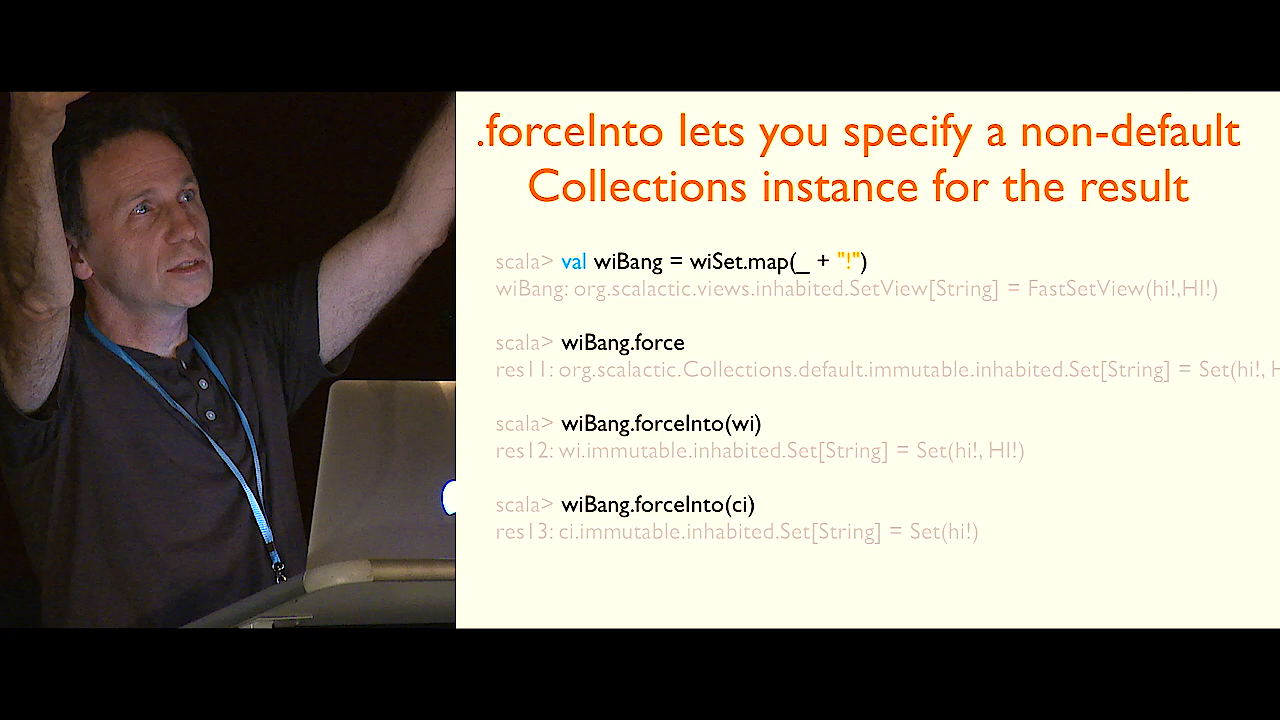 .forceInto lets you specify a non-default
Collections instance for the result
scala> val wiBang = wiSet.map(_ + "!")
wiBang: org.scalactic.views.inhabited.SetView[String] = FastSetView(hi!,HI!)
scala> wiBang.force
res11: org.scalactic.Collections.default.immutable.inhabited.Set[String] = Set(hi!, H
scala> wiBang.forceInto(wi)
res12: wi.immutable.inhabited.Set[String] = Set(hi!, HI!)
scala> wiBang.forceInto(ci)
res13: ci.immutable.inhabited.Set[String] = Set(hi!)